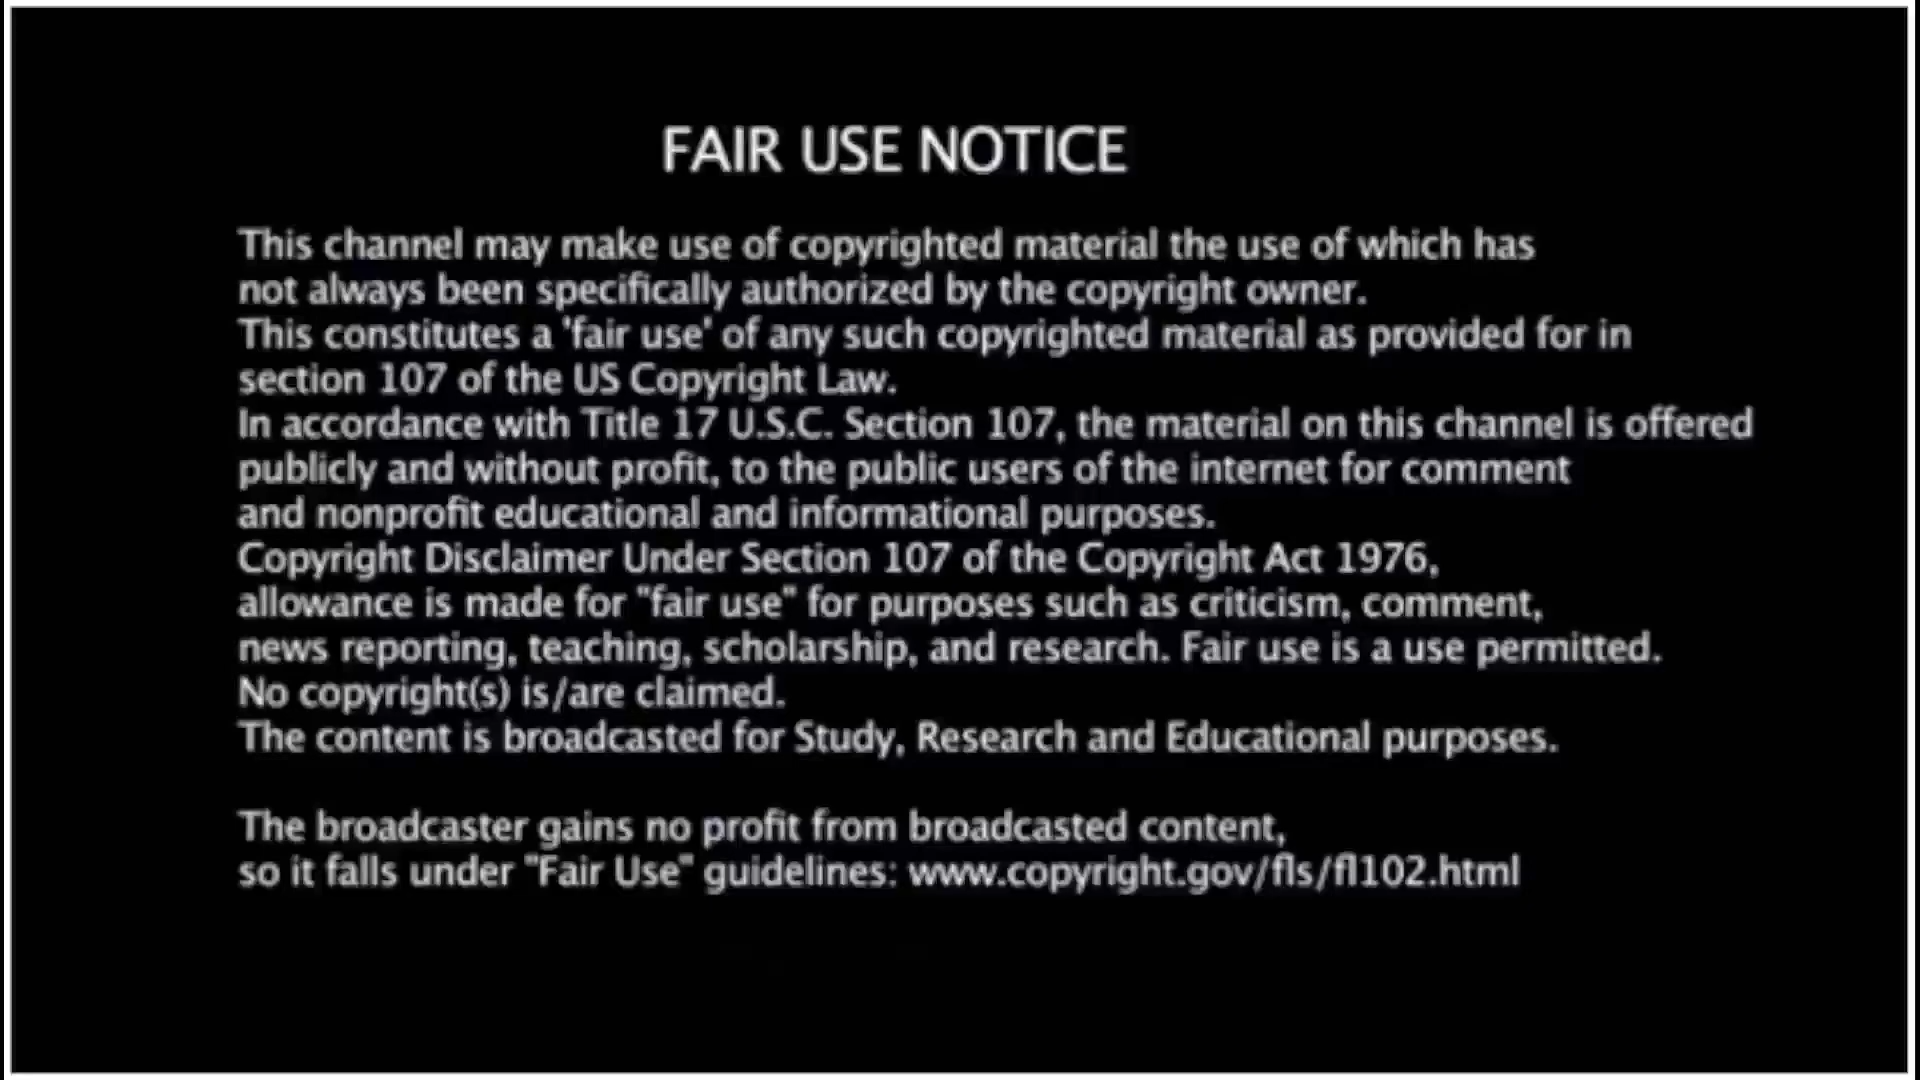 FAIR USE NOTICE
This channel may make use of copyrighted material the use of which has
not always been specifically authorized by the copyright owner.
This constitutes a 'fair use' of any such copyrighted material as provided for in
section 107 of the US Copyright Law.
In accordance with Title 17 U.S.C. Section 107, the material on this channel is offered
publicly and without profit, to the public users of the internet for comment
and nonprofit educational and informational purposes.
Copyright Disclaimer Under Section 107 of the Copyright Act 1976,
allowance is made for "fair use" for purposes such as criticism, comment,
news reporting, teaching, scholarship, and research. Fair use is a use permitted.
No copyright(s) is/are claimed.
The content is broadcasted for Study, Research and Educational purposes.
The broadcaster gains no profit from broadcasted content,
so it falls under "Fair Use" guidelines: www.copyright.gov/fls/fl102.html